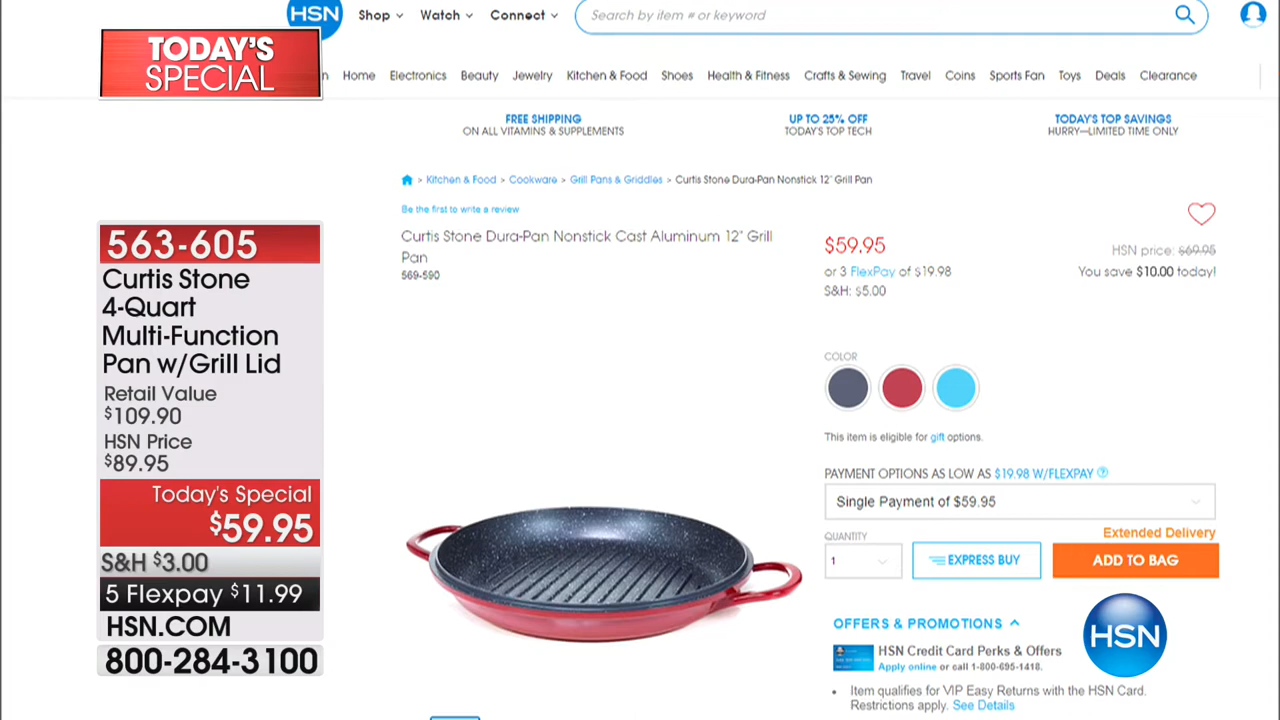 HSN
Shop
Watch
Connect
Search by item # or keyword
TODAY'S
SPECIAL
Home
Electronics
Beauty
Jewelry
Kitchen & Food
Shoes
Health & Fitness
Crafts & Sewing
Travel
Coins
Sports Fan
Toys
Deals
Clearance
FREE SHIPPING
ON ALL VITAMINS & SUPPLEMENTS
UP TO 25% OFF
TODAY'S TOP TECH
TODAY'S TOP SAVINGS
HURRY—LIMITED TIME ONLY
> Kitchen & Food > Cookware > Grill Pans & Griddles > Curtis Stone Dura-Pan Nonstick 12" Grill Pan
Be the first to write a review
Curtis Stone Dura-Pan Nonstick Cast Aluminum 12" Grill
Pan
569-590
$59.95
or 3 FlexPay of $19.98
S&H: $5.00
HSN price: $69.95
You save $10.00 today!
COLOR
This item is eligible for gift options.
PAYMENT OPTIONS AS LOW AS $19.98 W/FLEXPAY ?
Single Payment of $59.95
QUANTITY
1
EXPRESS BUY
Extended Delivery
ADD TO BAG
OFFERS & PROMOTIONS
HSN Credit Card Perks & Offers
Apply online or call 1-800-695-1418.
• Item qualifies for VIP Easy Returns with the HSN Card.
Restrictions apply. See Details
HSN
563-605
Curtis Stone
4-Quart
Multi-Function
Pan w/Grill Lid
Retail Value
$109.90
HSN Price
$89.95
Today's Special
$59.95
S&H $3.00
5 Flexpay $11.99
HSN.COM
800-284-3100